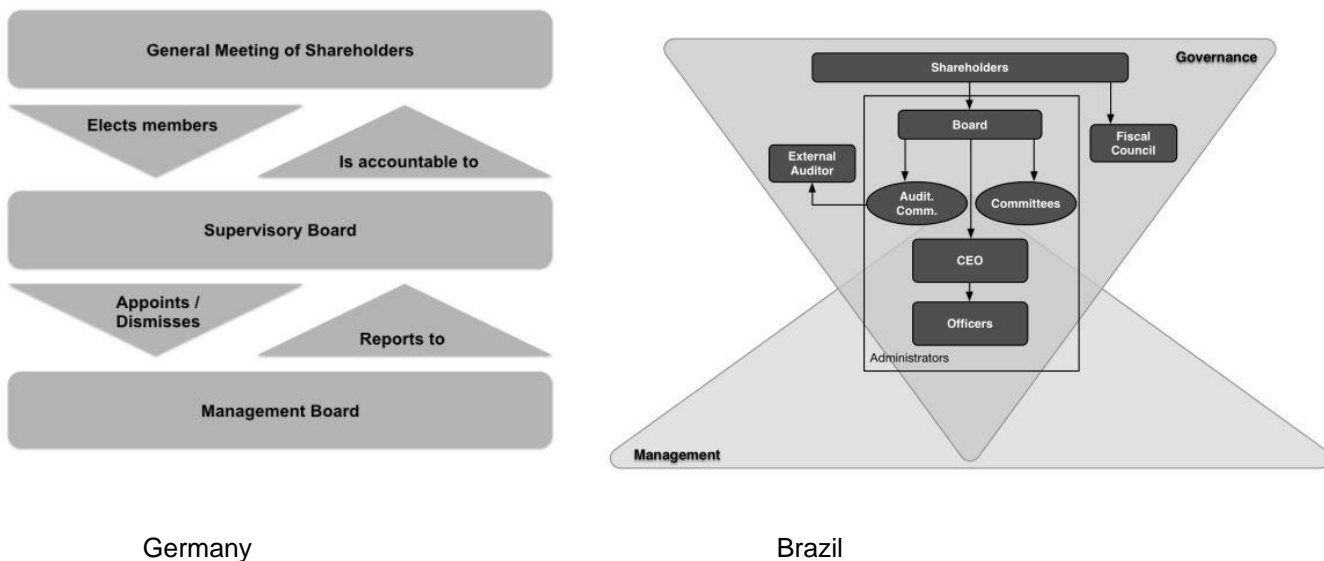 General Meeting of Shareholders
Elects members
Is accountable to
Supervisory Board
Appoints /
Dismisses
Reports to
Management Board
Germany
Governance
Shareholders
Board
Fiscal
Council
External
Auditor
Audit.
Comm.
Committees
CEO
Officers
Administrators
Management
Brazil